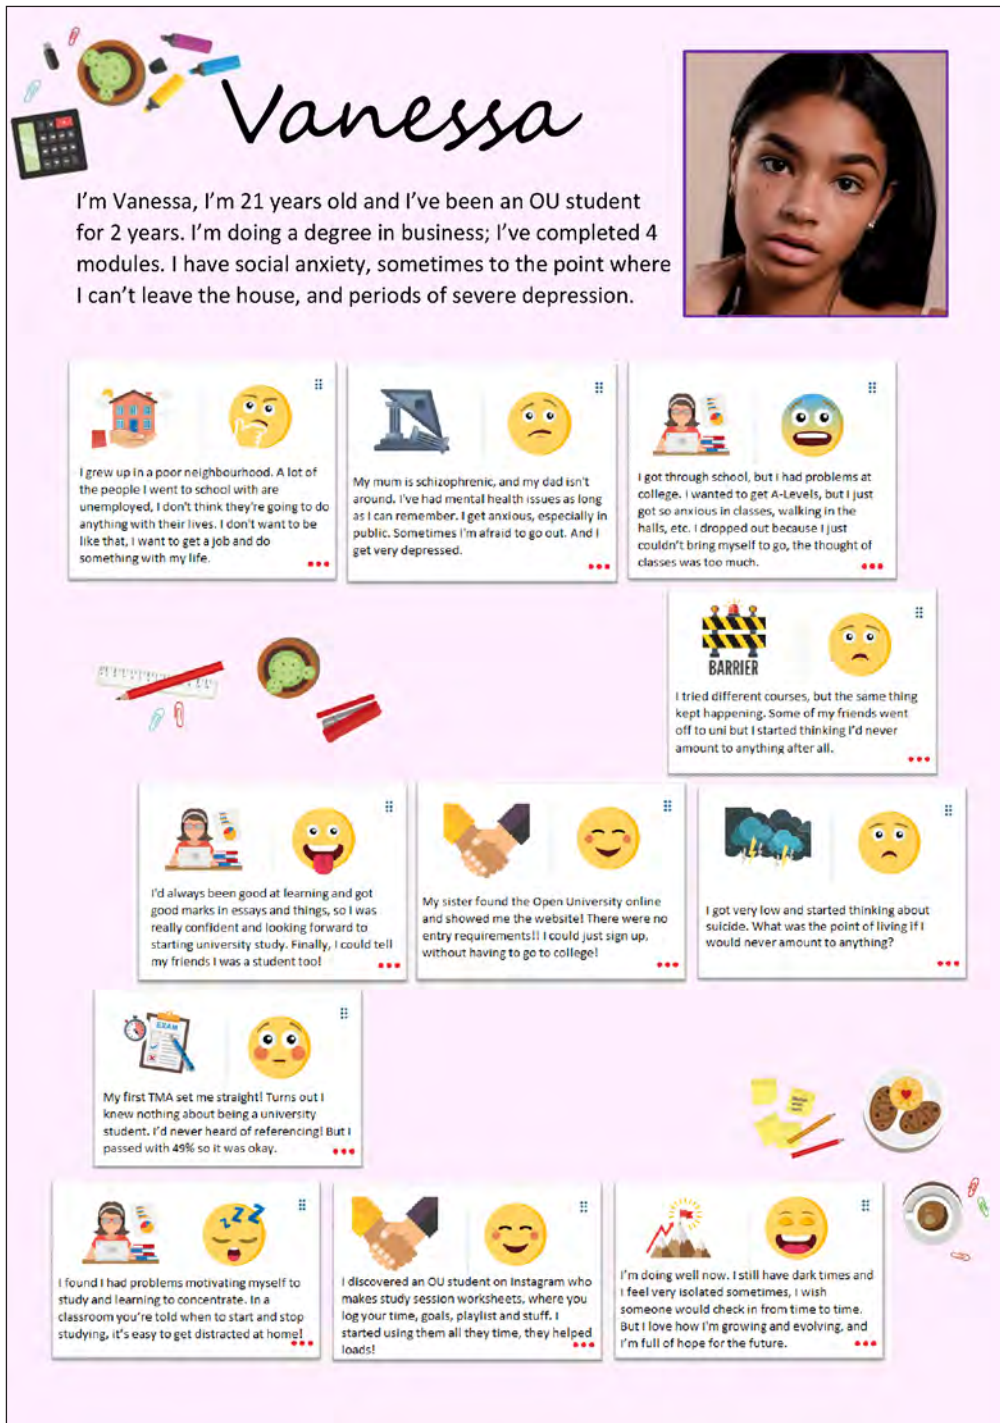 Vanessa
I'm Vanessa, I'm 21 years old and I've been an OU student
for 2 years. I'm doing a degree in business; I've completed 4
modules. I have social anxiety, sometimes to the point where
I can't leave the house, and periods of severe depression.
I grew up in a poor neighbourhood. A lot of
the people I went to school with are
unemployed, I don't think they're going to do
anything with their lives. I don't want to be
like that, I want to get a job and do
something with my life.
My mum is schizophrenic, and my dad isn't
around. I've had mental health issues as long
as I can remember. I get anxious, especially in
public. Sometimes I'm afraid to go out. And I
get very depressed.
I got through school, but I had problems at
college. I wanted to get A-Levels, but I just
got so anxious in classes, walking in the
halls, etc. I dropped out because I just
couldn't bring myself to go, the thought of
classes was too much.
BARRIER
I tried different courses, but the same thing
kept happening. Some of my friends went
off to uni but I started thinking I'd never
amount to anything after all.
I got very low and started thinking about
suicide. What was the point of living if I
would never amount to anything?
My sister found the Open University online
and showed me the website! There were no
entry requirements!! I could just sign up,
without having to go to college!
I'd always been good at learning and got
good marks in essays and things, so I was
really confident and looking forward to
starting university study. Finally, I could tell
my friends I was a student too!
EXAM
My first TMA set me straight! Turns out I
knew nothing about being a university
student. I'd never heard of referencing! But I
passed with 49% so it was okay.
I found I had problems motivating myself to
study and learning to concentrate. In a
classroom you're told when to start and stop
studying, it's easy to get distracted at home!
zzz
I discovered an OU student on Instagram who
makes study session worksheets, where you
log your time, goals, playlist and stuff. I
started using them all they time, they helped
loads!
I'm doing well now. I still have dark times and
I feel very isolated sometimes, I wish
someone would check in from time to time.
But I love how I'm growing and evolving, and
I'm full of hope for the future.